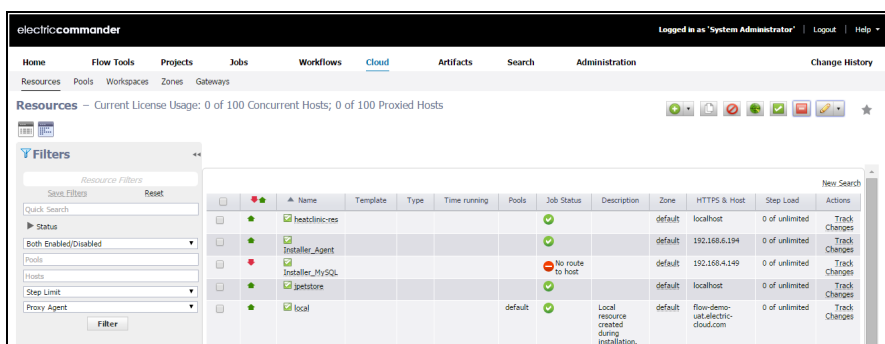 electriccommander
Logged in as 'System Administrator' | Logout | Help
Home Flow Tools Projects Jobs Workflows Cloud Artifacts Search Administration Change History
Resources Pools Workspaces Zones Gateways
Resources – Current License Usage: 0 of 100 Concurrent Hosts; 0 of 100 Proxied Hosts
Filters
Resource Filters
Save Filters Reset
Quick Search
Status
Both Enabled/Disabled
Pools
Hosts
Step Limit
Proxy Agent
Filter
New Search
Name Template Type Time running Pools Job Status Description Zone HTTPS & Host Step Load Actions
heatclinic-res default localhost 0 of unlimited Track
Changes
Installer_Agent default 192.168.6.194 0 of unlimited Track
Changes
Installer_MySQL No route
to host default 192.168.4.149 0 of unlimited Track
Changes
jpetstore default localhost 0 of unlimited Track
Changes
local default Local
resource
created
during
installation. default flow-demo-
uat.electric-
cloud.com 0 of unlimited Track
Changes